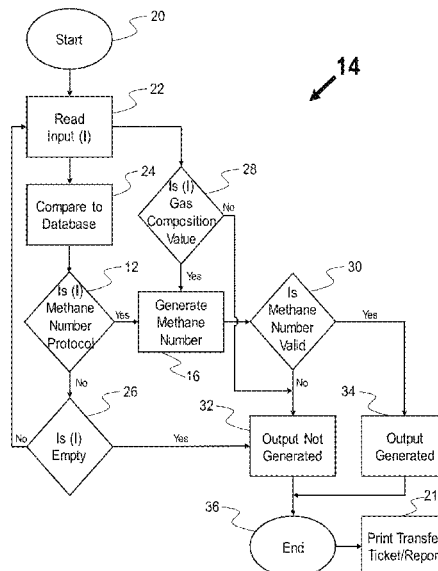 20
Start
14
22
Read
Input (I)
24
28
Is (I)
Gas
Composition
Value
No
Compare to
Database
12
30
Yes
Is (I)
Methane
Number
Protocol
Yes
Generate
Methane
Number
Is
Methane
Number
Valid
Yes
16
No
26
32
No
34
Is (I)
Empty
No
Yes
Output Not
Generated
Output
Generated
36
21
End
Print Transfer
Ticket/Report